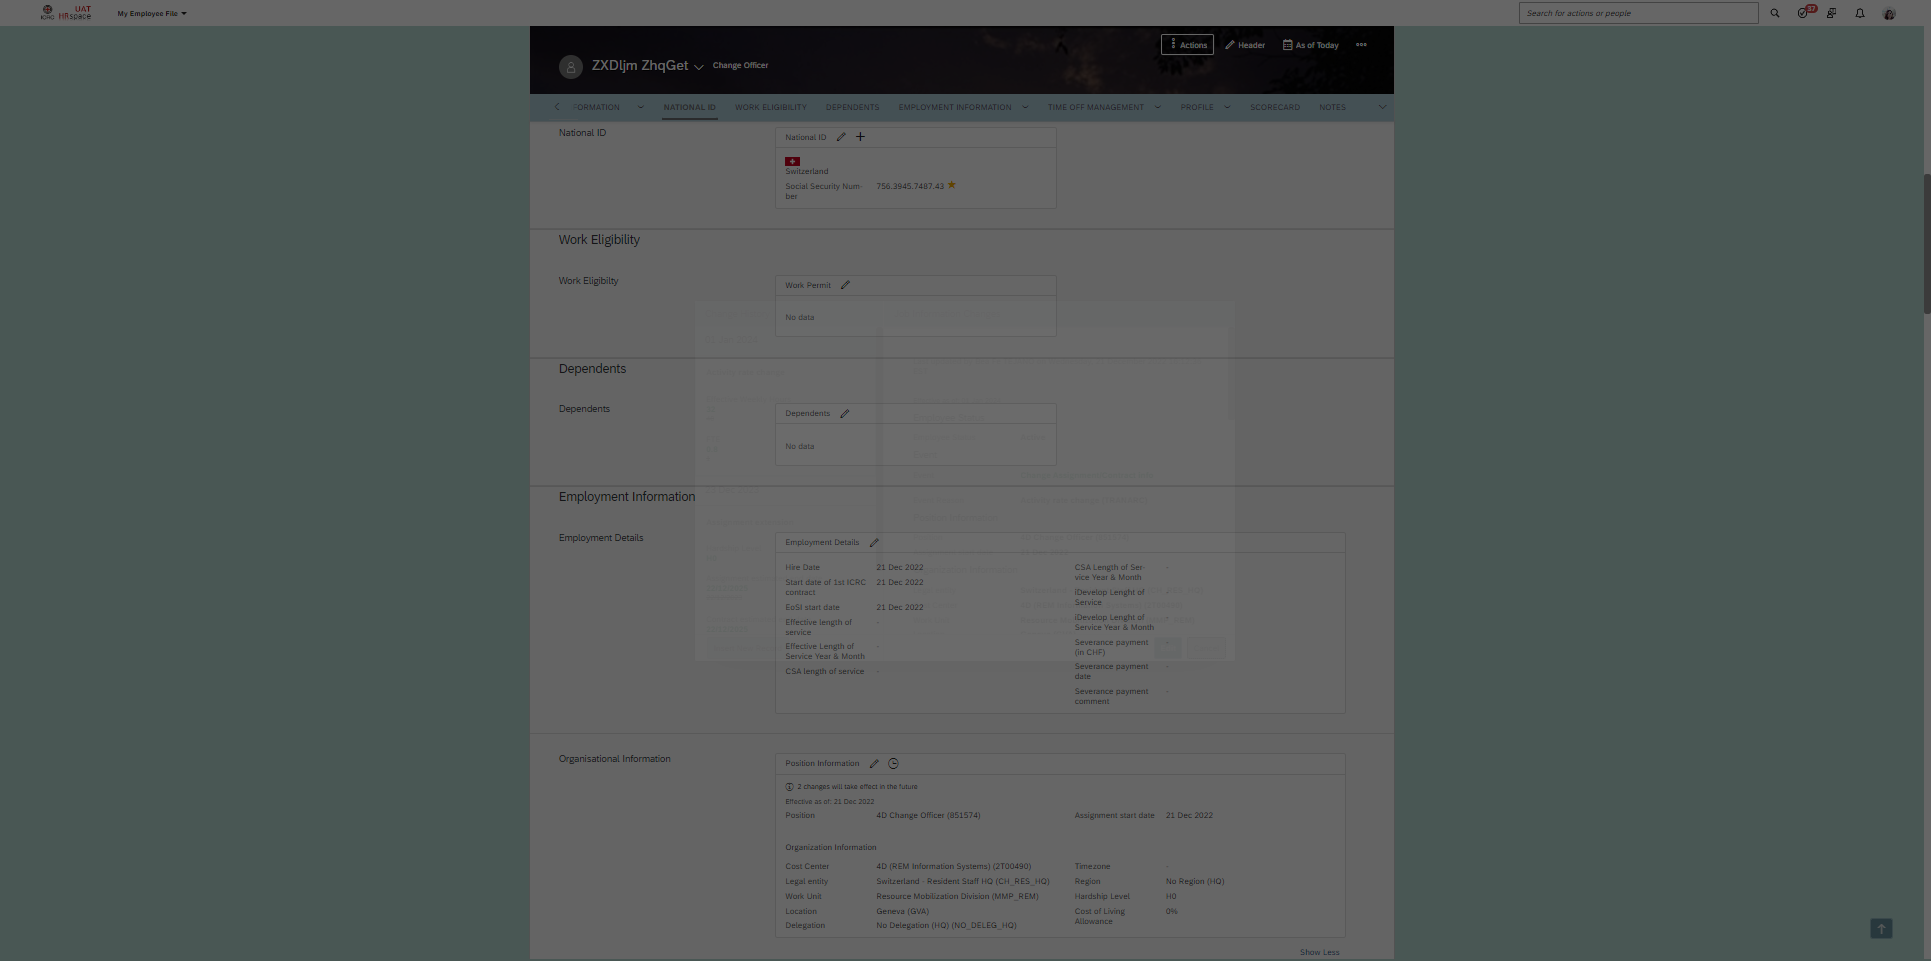 ICRC UAT HRspace My Employee File Search for actions or people 37
Actions Header As of Today
ZXDljm ZhqGet Change Officer
FORMATION NATIONAL ID WORK ELIGIBILITY DEPENDENTS EMPLOYMENT INFORMATION TIME OFF MANAGEMENT PROFILE SCORECARD NOTES
National ID
National ID
Switzerland
Social Security Num-
ber
756.3945.7487.43
Work Eligibility
Work Eligibilty
Work Permit
No data
Dependents
Dependents
Dependents
No data
Employment Information
Employment Details
Employment Details
Hire Date 21 Dec 2022
Start date of 1st ICRC
contract
21 Dec 2022
EoSI start date 21 Dec 2022
Effective length of
service
-
Effective Length of
Service Year & Month
-
CSA length of service -
CSA Length of Ser-
vice Year & Month
-
iDevelop Lenght of
Service
-
iDevelop Lenght of
Service Year & Month
-
Severance payment
(in CHF)
-
Severance payment
date
-
Severance payment
comment
-
Organisational Information
Position Information
2 changes will take effect in the future
Effective as of: 21 Dec 2022
Position 4D Change Officer (851574) Assignment start date 21 Dec 2022
Organization Information
Cost Center 4D (REM Information Systems) (2T00490) Timezone -
Legal entity Switzerland - Resident Staff HQ (CH_RES_HQ) Region No Region (HQ)
Work Unit Resource Mobilization Division (MMP_REM) Hardship Level H0
Location Geneva (GVA) Cost of Living
Allowance
0%
Delegation No Delegation (HQ) (NO_DELEG_HQ)
Show Less